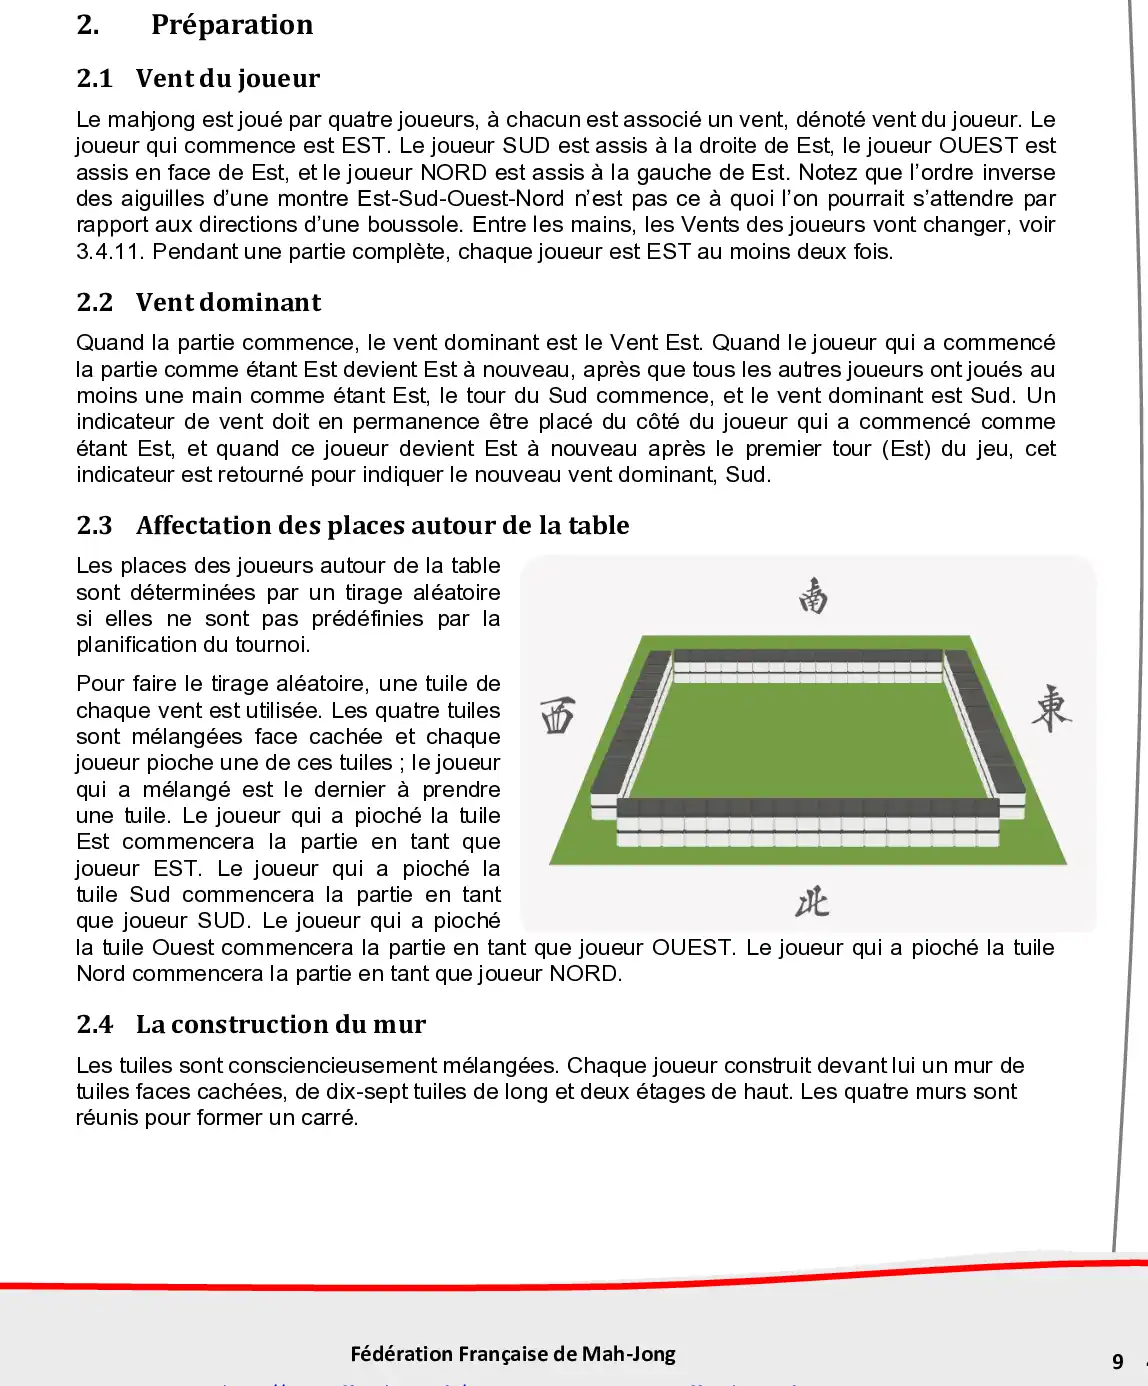 2. Préparation
2.1 Vent du joueur
Le mahjong est joué par quatre joueurs, à chacun est associé un vent, dénoté vent du joueur. Le
joueur qui commence est EST. Le joueur SUD est assis à la droite de Est, le joueur OUEST est
assis en face de Est, et le joueur NORD est assis à la gauche de Est. Notez que l’ordre inverse
des aiguilles d’une montre Est-Sud-Ouest-Nord n’est pas ce à quoi l’on pourrait s’attendre par
rapport aux directions d’une boussole. Entre les mains, les Vents des joueurs vont changer, voir
3.4.11. Pendant une partie complète, chaque joueur est EST au moins deux fois.
2.2 Vent dominant
Quand la partie commence, le vent dominant est le Vent Est. Quand le joueur qui a commencé
la partie comme étant Est devient Est à nouveau, après que tous les autres joueurs ont joués au
moins une main comme étant Est, le tour du Sud commence, et le vent dominant est Sud. Un
indicateur de vent doit en permanence être placé du côté du joueur qui a commencé comme
étant Est, et quand ce joueur devient Est à nouveau après le premier tour (Est) du jeu, cet
indicateur est retourné pour indiquer le nouveau vent dominant, Sud.
2.3 Affectation des places autour de la table
Les places des joueurs autour de la table
sont déterminées par un tirage aléatoire
si elles ne sont pas prédéfinies par la
planification du tournoi.
Pour faire le tirage aléatoire, une tuile de
chaque vent est utilisée. Les quatre tuiles
sont mélangées face cachée et chaque
joueur pioche une de ces tuiles ; le joueur
qui a mélangé est le dernier à prendre
une tuile. Le joueur qui a pioché la tuile
Est commencera la partie en tant que
joueur EST. Le joueur qui a pioché la
tuile Sud commencera la partie en tant
que joueur SUD. Le joueur qui a pioché
la tuile Ouest commencera la partie en tant que joueur OUEST. Le joueur qui a pioché la tuile
Nord commencera la partie en tant que joueur NORD.
南
西
東
北
2.4 La construction du mur
Les tuiles sont consciencieusement mélangées. Chaque joueur construit devant lui un mur de
tuiles faces cachées, de dix-sept tuiles de long et deux étages de haut. Les quatre murs sont
réunis pour former un carré.
Fédération Française de Mah-Jong
9